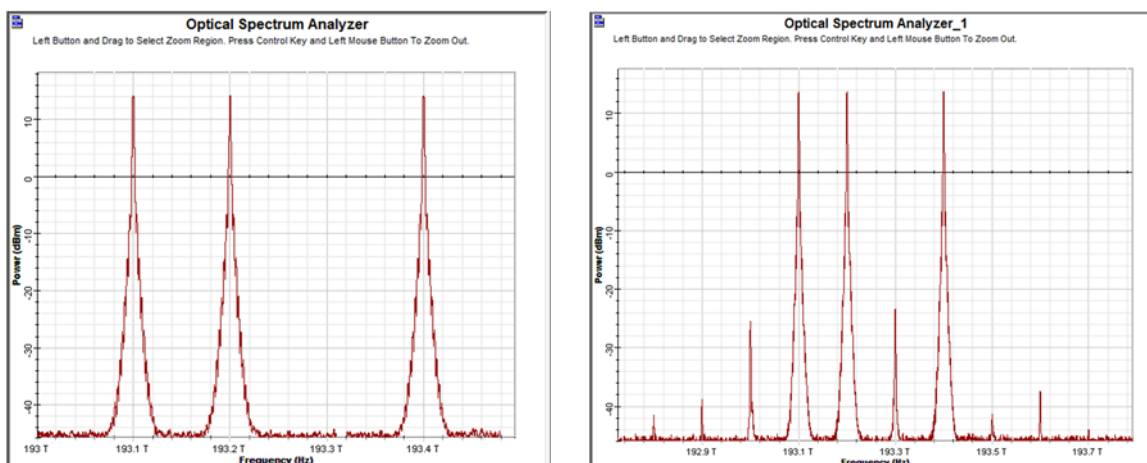 Optical Spectrum Analyzer
Left Button and Drag to Select Zoom Region. Press Control Key and Left Mouse Button To Zoom Out.
Power (dBm)
10
0
-10
-20
-30
-40
193 T
193.1 T
193.2 T
193.3 T
193.4 T
Frequency (Hz)
Optical Spectrum Analyzer_1
Left Button and Drag to Select Zoom Region. Press Control Key and Left Mouse Button To Zoom Out.
Power (dBm)
10
0
-10
-20
-30
-40
192.9 T
193.1 T
193.3 T
193.5 T
193.7 T
Frequency (Hz)